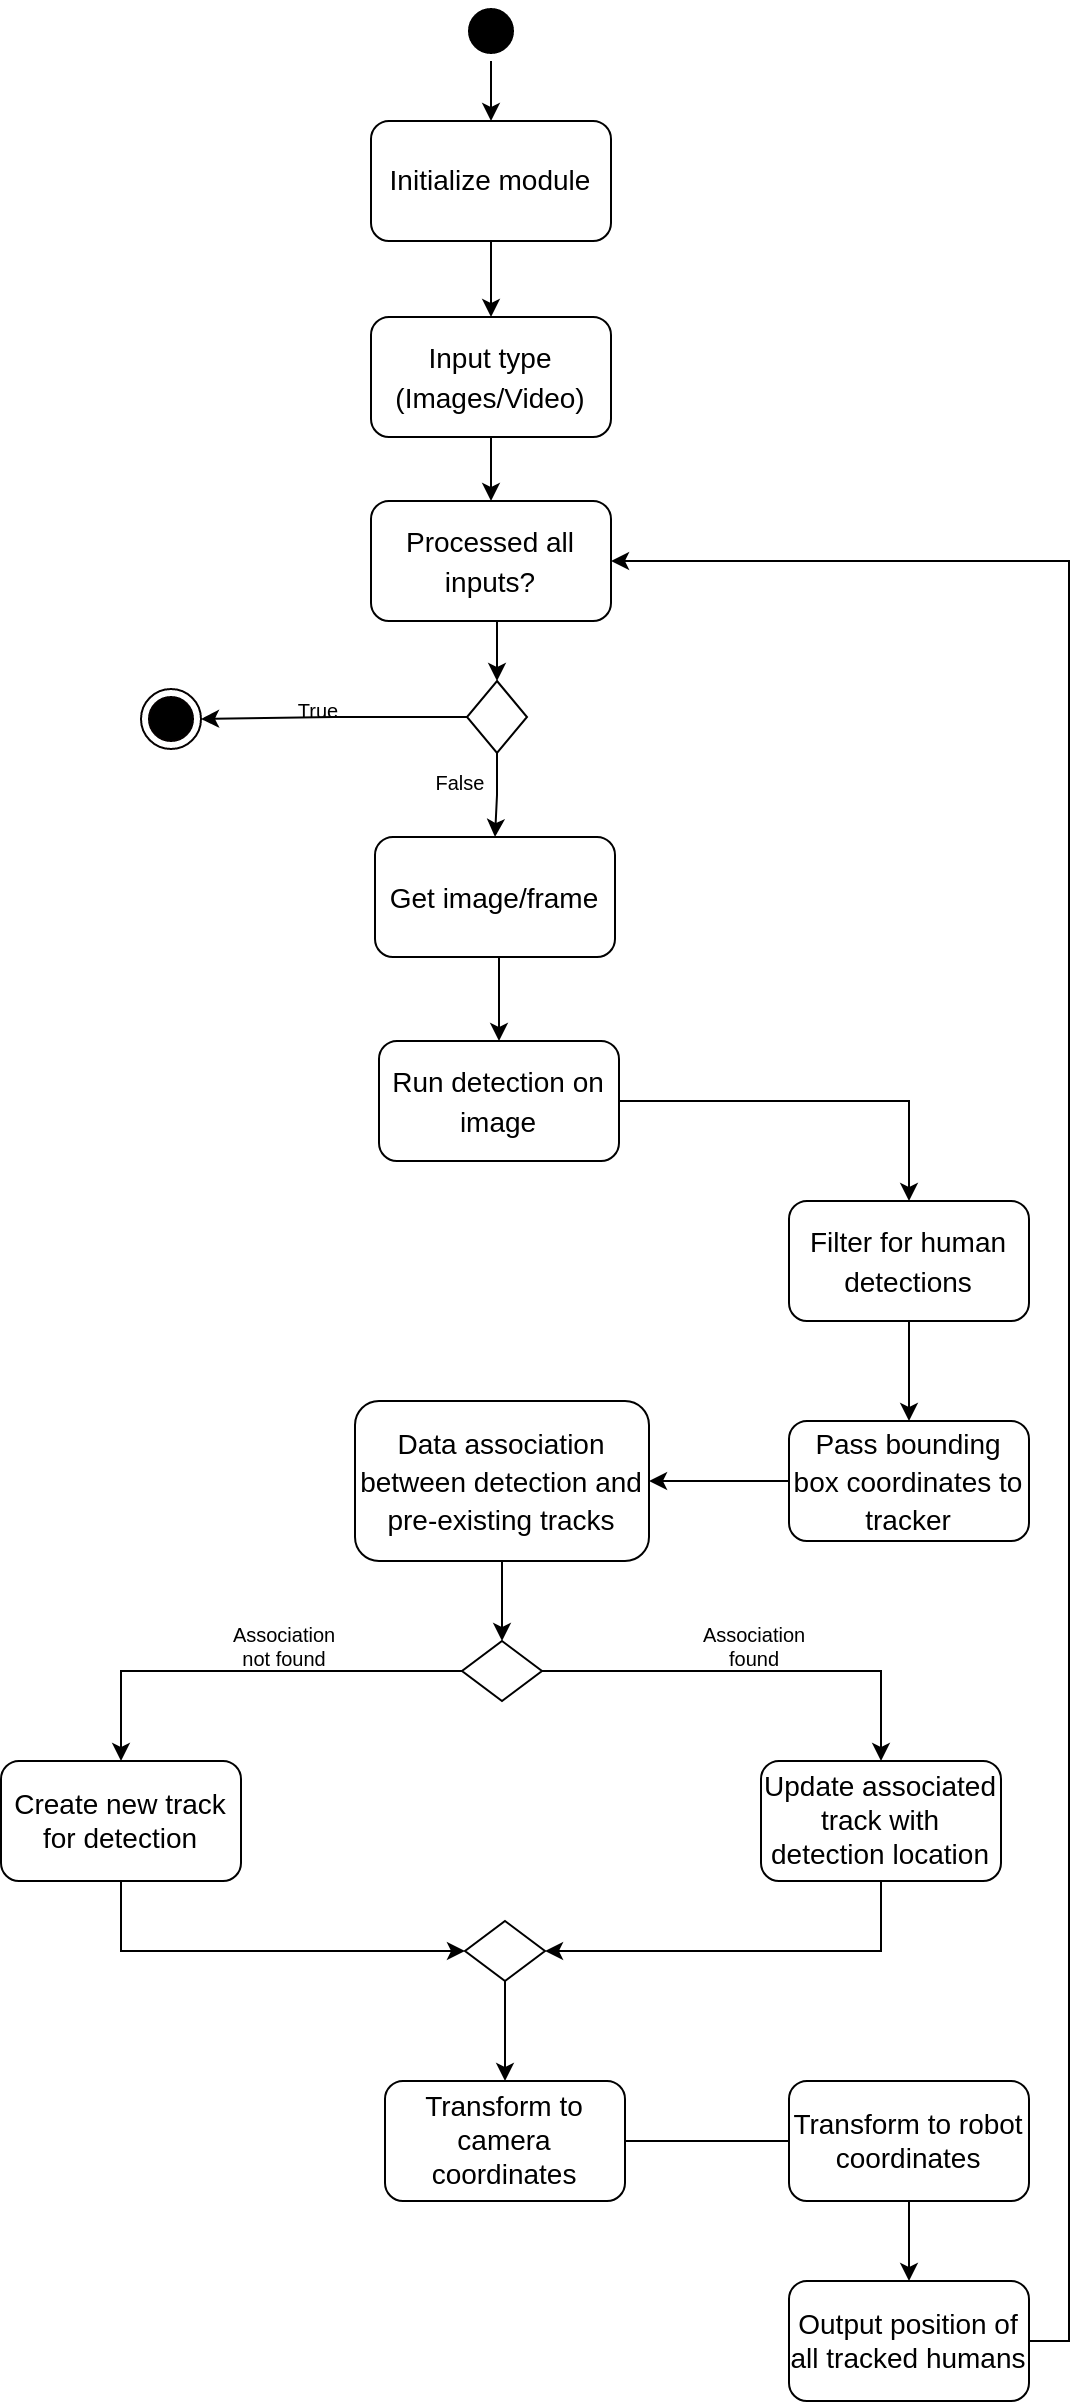 Initialize module
Input type
(Images/Video)
Processed all
inputs?
True
False
Get image/frame
Run detection on
image
Filter for human
detections
Pass bounding
box coordinates to
tracker
Data association
between detection and
pre-existing tracks
Association
not found
Association
found
Create new track
for detection
Update associated
track with
detection location
Transform to
camera
coordinates
Transform to robot
coordinates
Output position of
all tracked humans